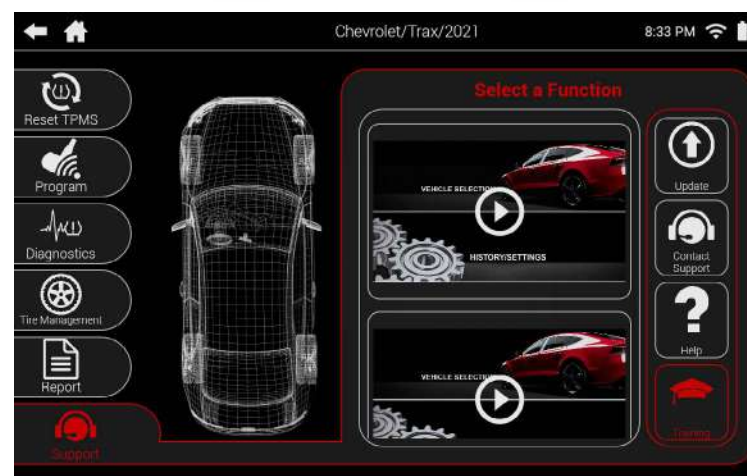 Chevrolet/Trax/2021
8:33 PM
Reset TPMS
Program
Diagnostics
Tire Management
Report
Support
Select a Function
VEHICLE SELECTION
HISTORY/SETTINGS
VEHICLE SELECTION
Update
Contact
Support
Help
Training